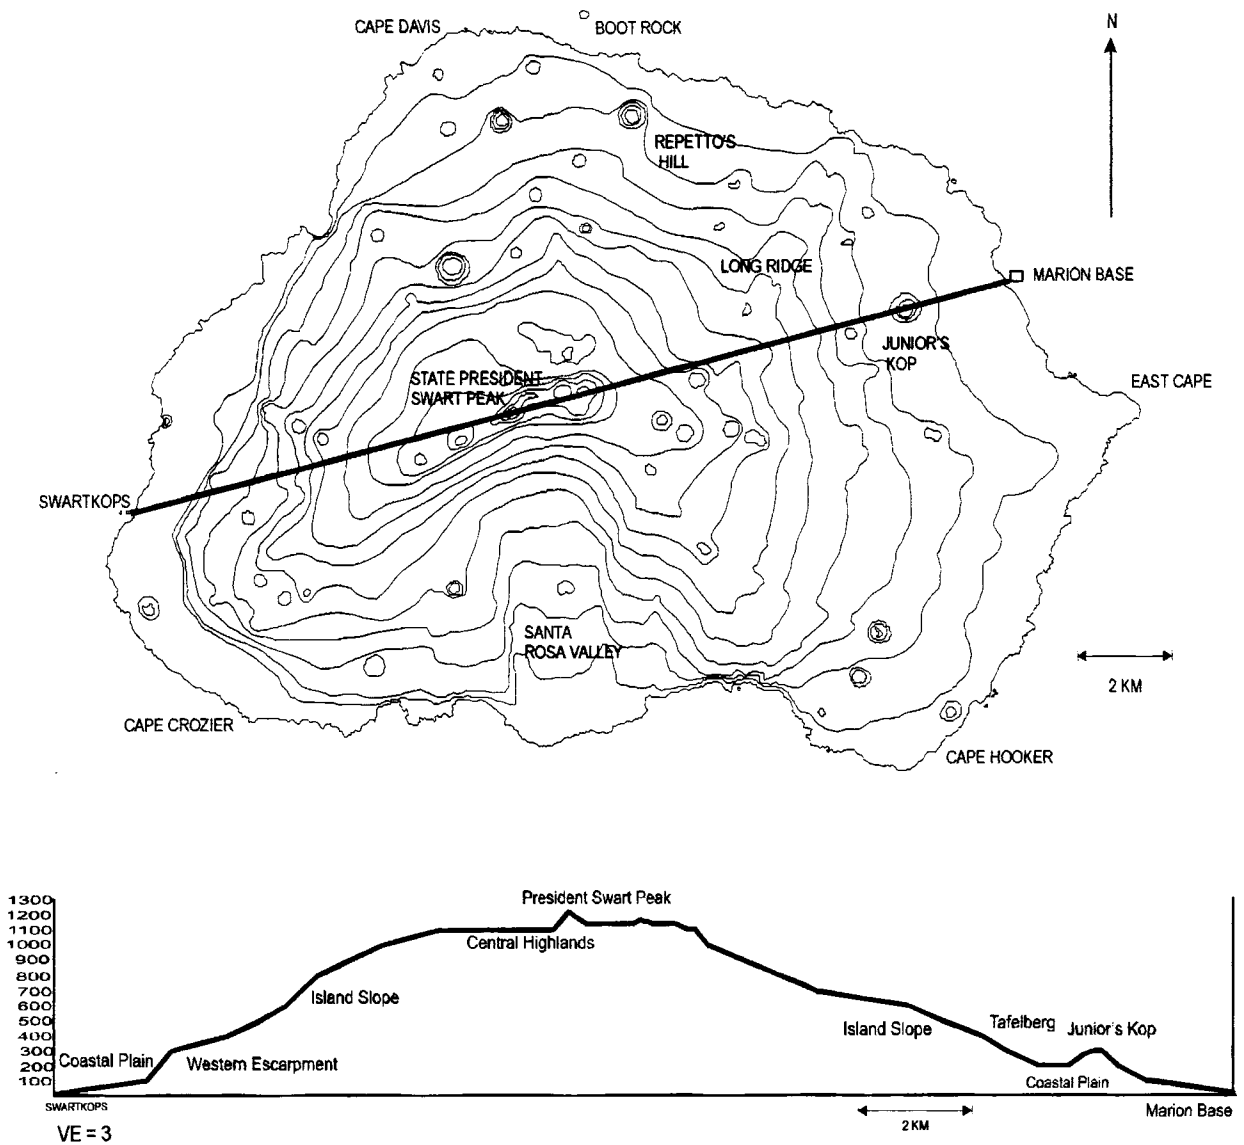 CAPE DAVIS
BOOT ROCK
N
REPETTO'S
HILL
LONG RIDGE
MARION BASE
JUNIOR'S
KOP
STATE PRESIDENT
SWART PEAK
EAST CAPE
SWARTKOPS
SANTA
ROSA VALLEY
2 KM
CAPE CROZIER
CAPE HOOKER
1300
1200
1100
1000
900
800
700
600
500
400
300
200
100
President Swart Peak
Central Highlands
Island Slope
Island Slope
Tafelberg
Junior's Kop
Coastal Plain
Western Escarpment
Coastal Plain
SWARTKOPS
2 KM
Marion Base
VE = 3